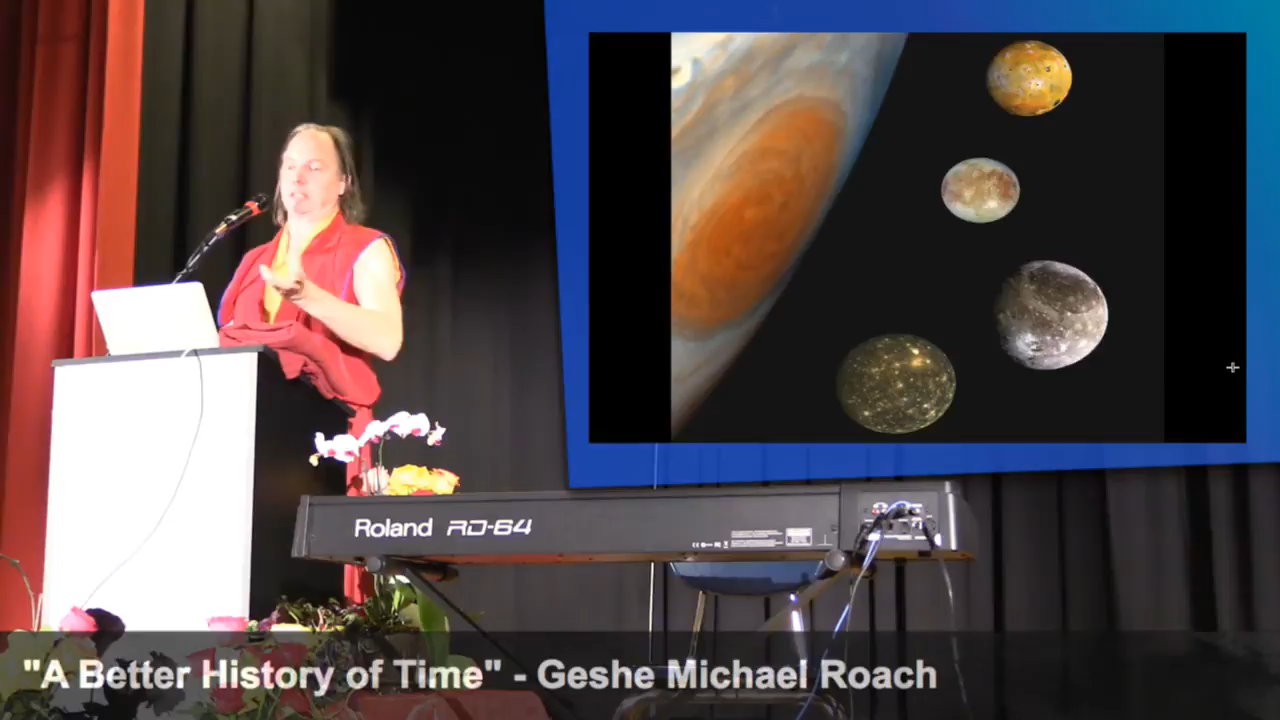 Roland RD-64
"A Better History of Time" - Geshe Michael Roach